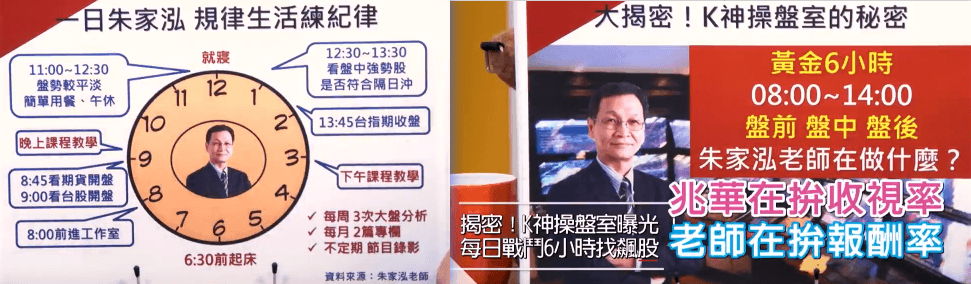 一日朱家泓 規律生活練紀律
就寢
11:00~12:30
盤勢較平淡
簡單用餐、午休
12:30~13:30
看盤中強勢股
是否符合隔日沖
13:45台指期收盤
晚上課程教學
下午課程教學
8:45看期貨開盤
9:00看台股開盤
8:00前進工作室
6:30前起床
12
1
2
3
4
5
6
7
8
9
10
11
✓ 每周 3次大盤分析
✓ 每月 2篇專欄
✓ 不定期 節目錄影
資料來源：朱家泓老師
大揭密！K神操盤室的秘密
黃金6小時
08:00~14:00
盤前 盤中 盤後
朱家泓老師在做什麼？
兆華在拚收視率
老師在拚報酬率
揭密！K神操盤室曝光
每日戰鬥6小時找飆股